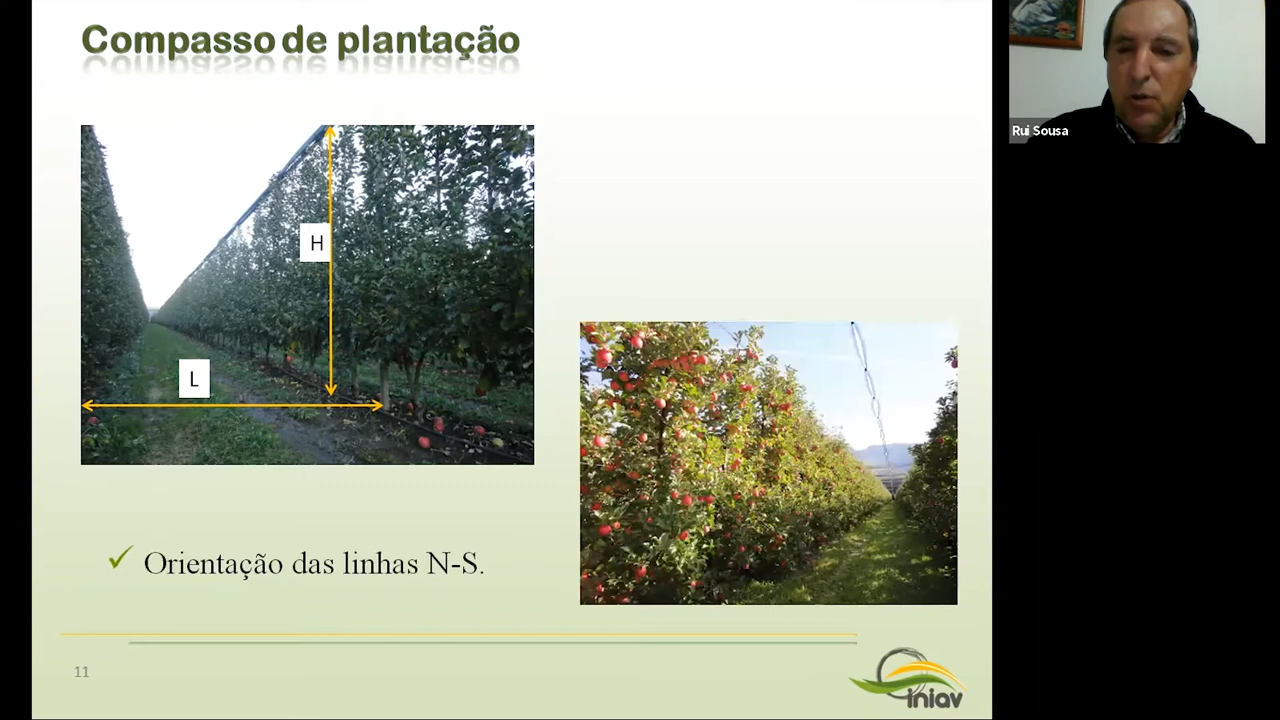 Compasso de plantação
Rui Sousa
H
L
Orientação das linhas N-S.
11
iniav